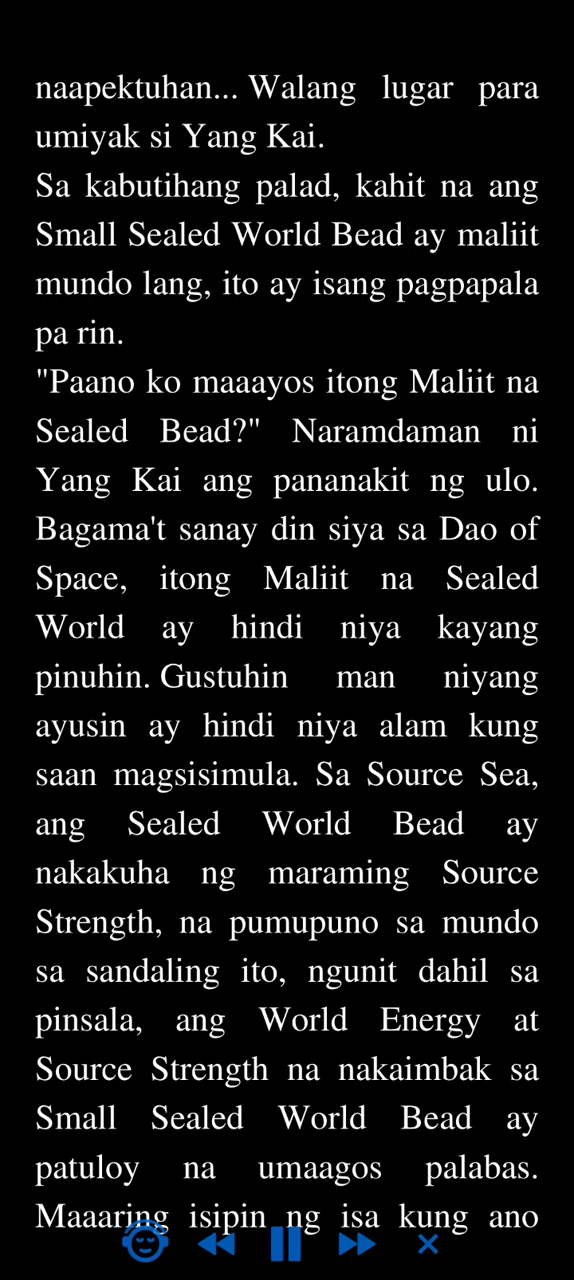 naapektuhan... Walang lugar para
umiyak si Yang Kai.
Sa kabutihang palad, kahit na ang
Small Sealed World Bead ay maliit
mundo lang, ito ay isang pagpapala
pa rin.
"Paano ko maaayos itong Maliit na
Sealed Bead?" Naramdaman ni
Yang Kai ang pananakit ng ulo.
Bagama't sanay din siya sa Dao of
Space, itong Maliit na Sealed
World ay hindi niya kayang
pinuhin. Gustuhin man niyang
ayusin ay hindi niya alam kung
saan magsisimula. Sa Source Sea,
ang Sealed World Bead ay
nakakuha ng maraming Source
Strength, na pumupuno sa mundo
sa sandaling ito, ngunit dahil sa
pinsala, ang World Energy at
Source Strength na nakaimbak sa
Small Sealed World Bead ay
patuloy na umaagos palabas.
Maaaring isipin ng isa kung ano